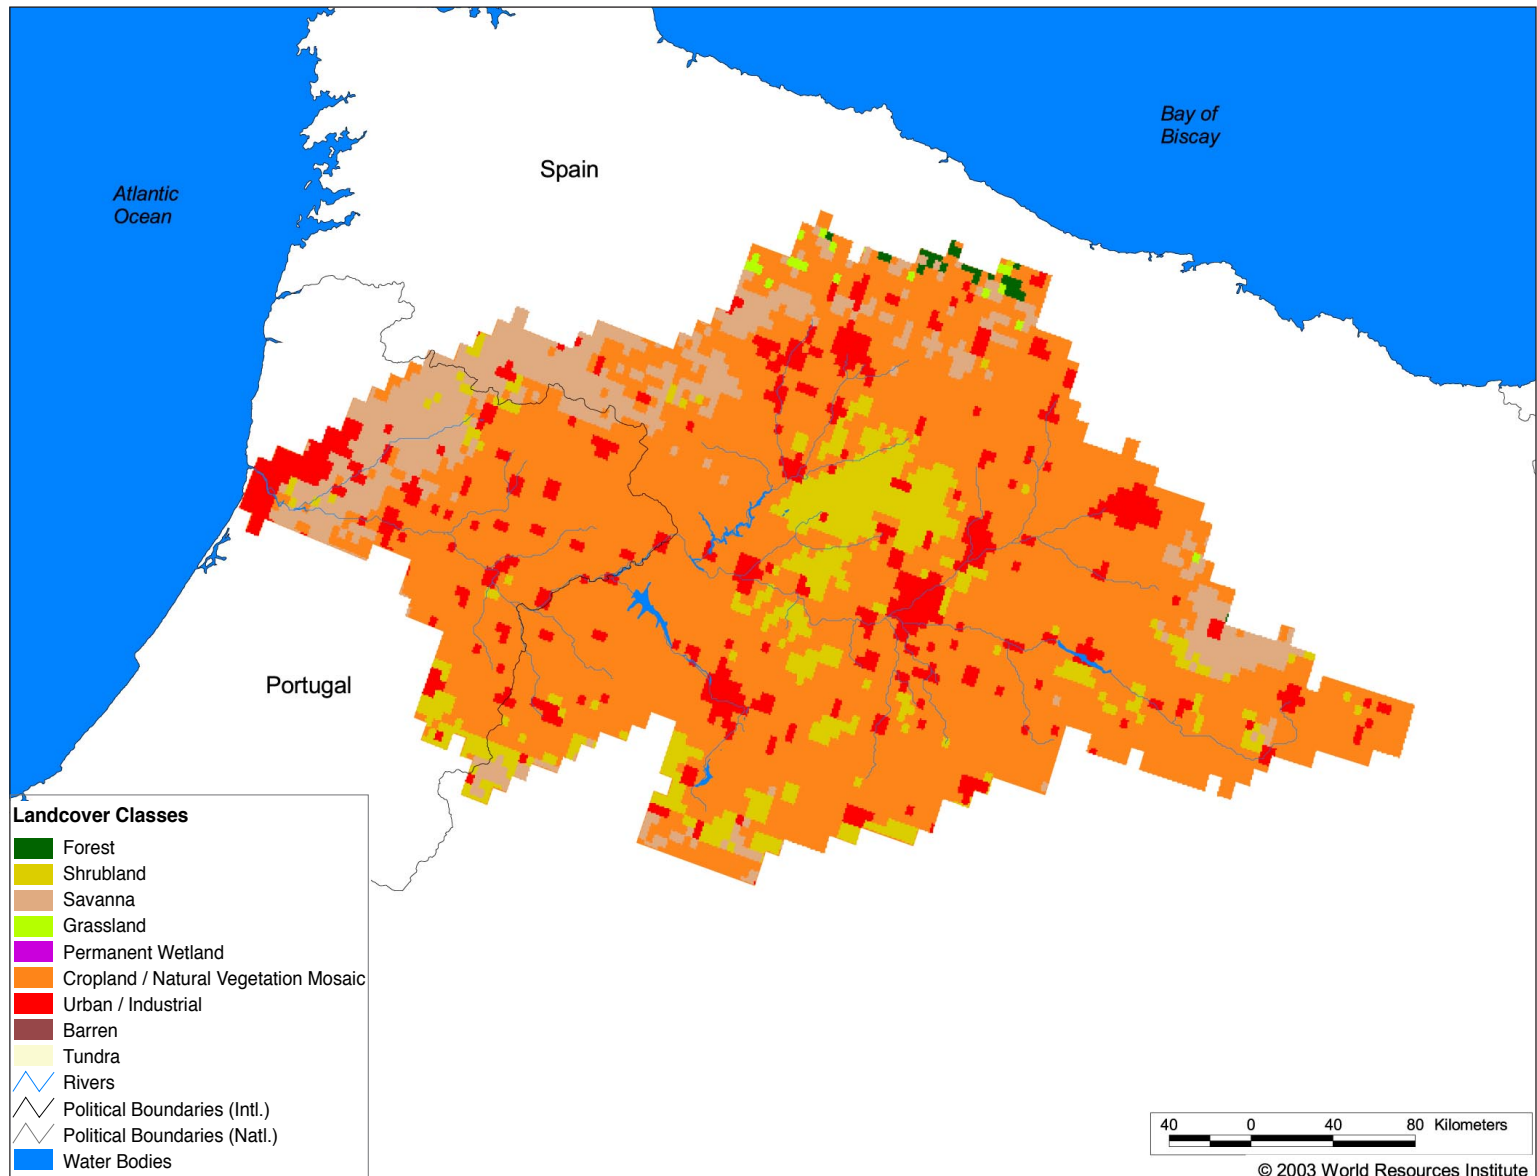 Bay of
Biscay
Spain
Atlantic
Ocean
Portugal
Landcover Classes
Forest
Shrubland
Savanna
Grassland
Permanent Wetland
Cropland / Natural Vegetation Mosaic
Urban / Industrial
Barren
Tundra
Rivers
Political Boundaries (Intl.)
Political Boundaries (Natl.)
Water Bodies
40 0 40 80 Kilometers
© 2003 World Resources Institute